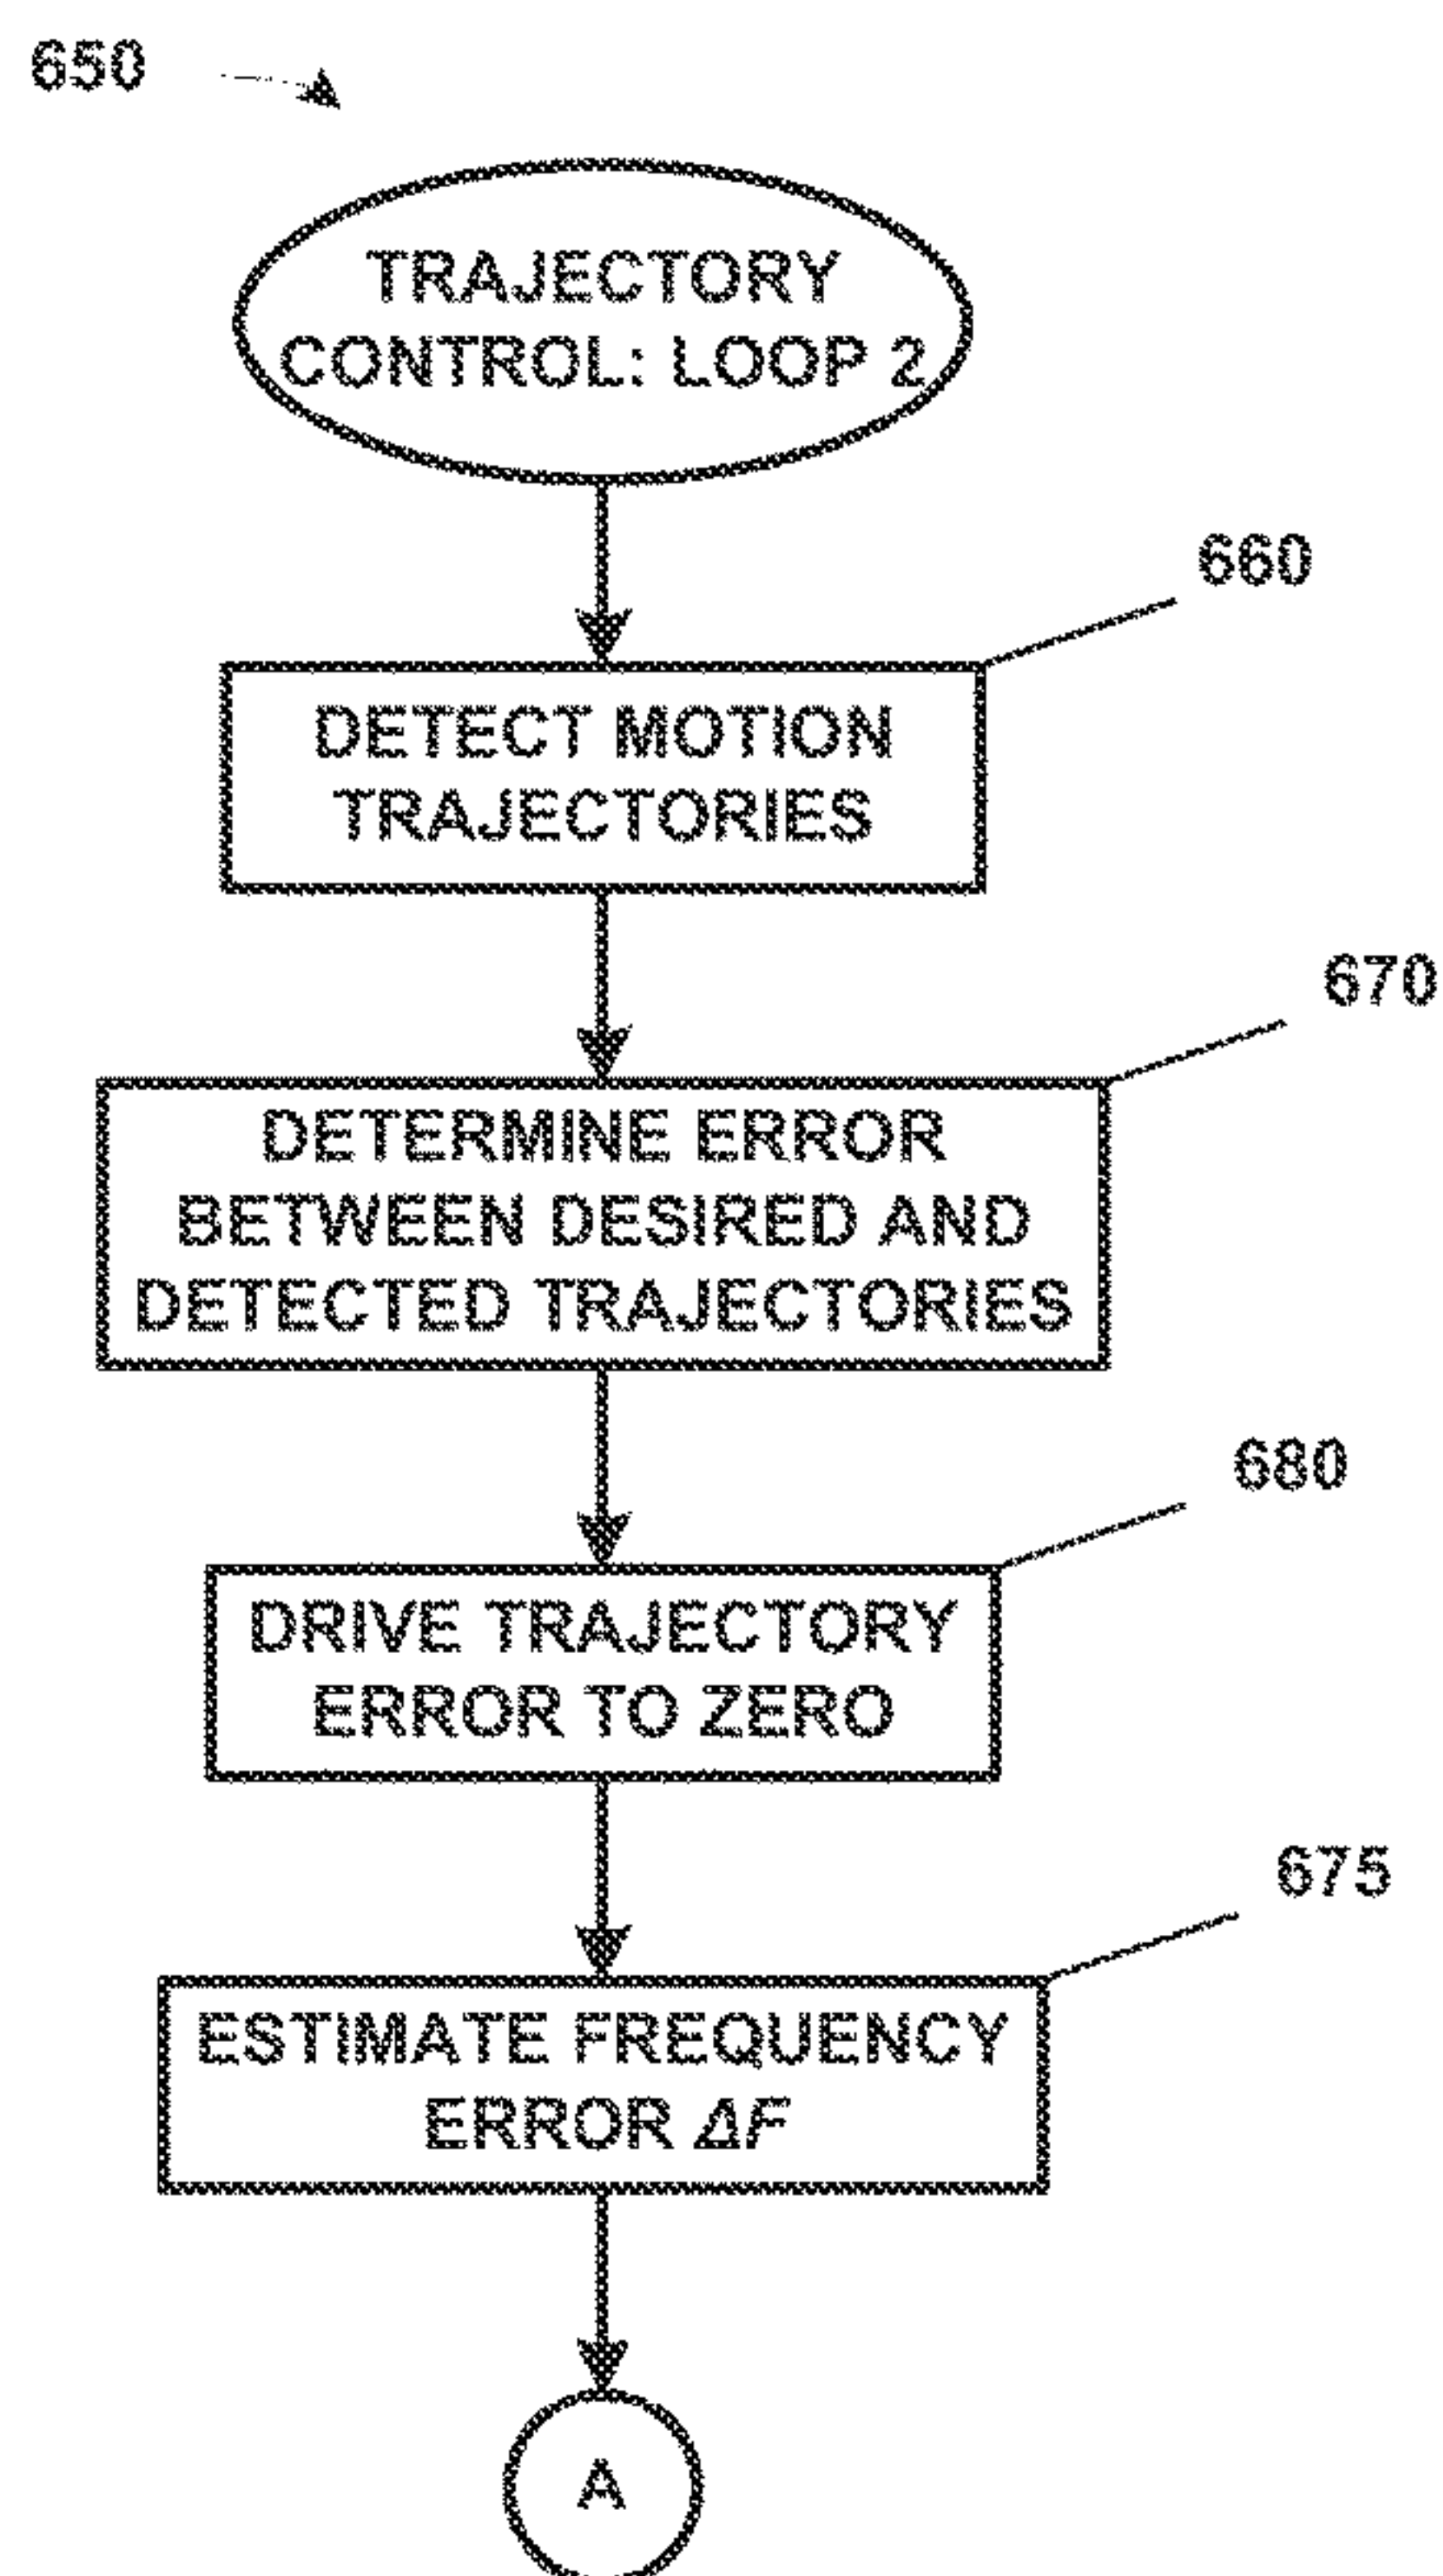 650
TRAJECTORY
CONTROL: LOOP 2
660
DETECT MOTION
TRAJECTORIES
670
DETERMINE ERROR
BETWEEN DESIRED AND
DETECTED TRAJECTORIES
680
DRIVE TRAJECTORY
ERROR TO ZERO
675
ESTIMATE FREQUENCY
ERROR ΔF
A